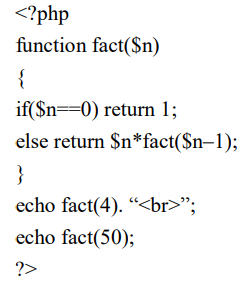 <?php
function fact($n)
{
if($n==0) return 1;
else return $n*fact($n–1);
}
echo fact(4). “<br>”;
echo fact(50);
?>